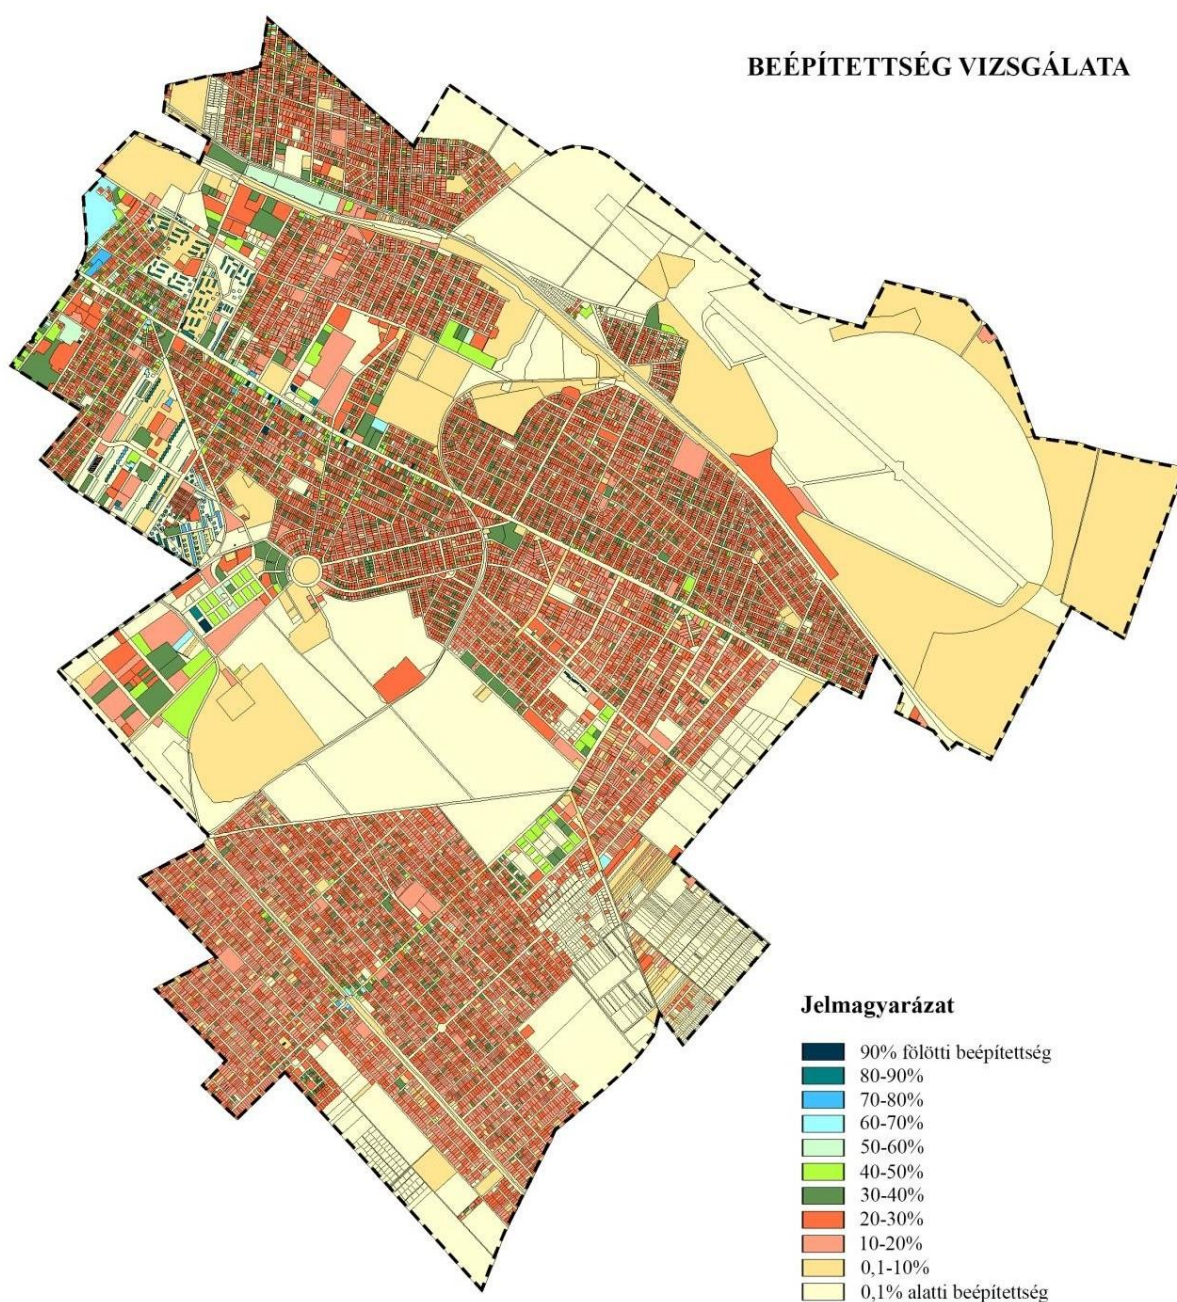 BEÉPÍTETTSÉG VIZSGÁLATA
Jelmagyarázat
90% fölötti beépítettség
80-90%
70-80%
60-70%
50-60%
40-50%
30-40%
20-30%
10-20%
0,1-10%
0,1% alatti beépítettség